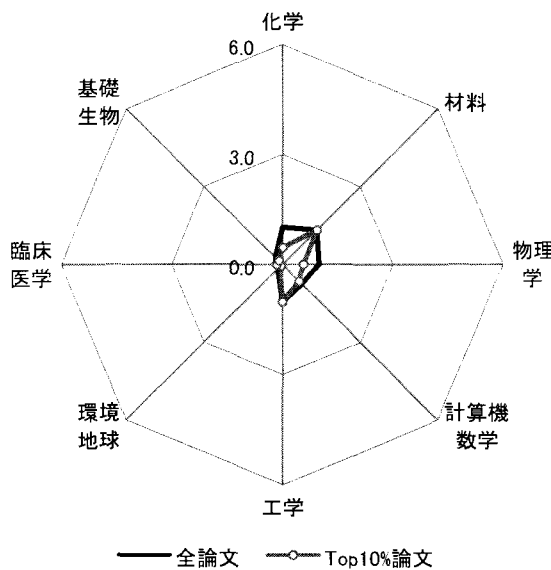 化学
6.0
基礎
生物
材料
3.0
臨床
医学
0.0
物理
学
環境
地球
計算機
数学
工学
全論文
Top10%論文